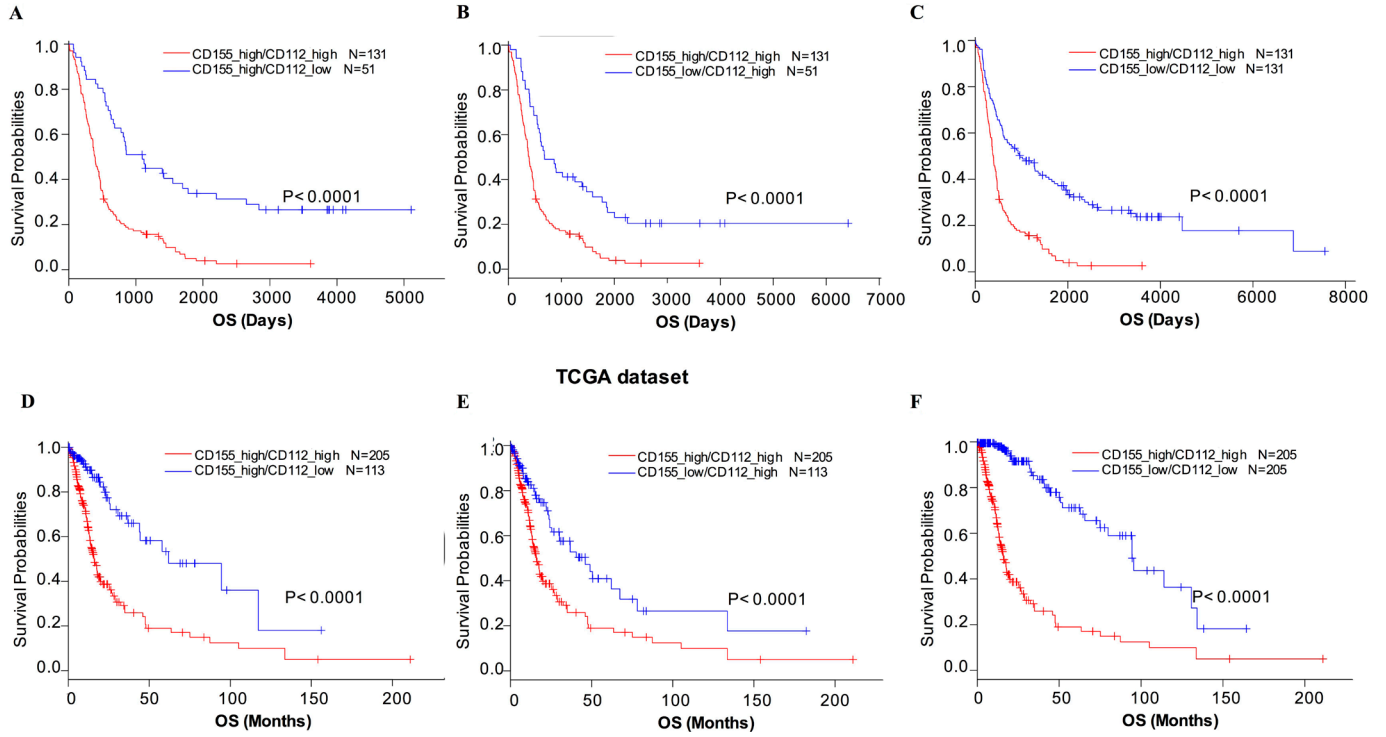 A
CD155_high/CD112_high N=131
CD155_high/CD112_low N=51
P< 0.0001
Survival Probabilities
1.0
0.8
0.6
0.4
0.2
0.0
0 1000 2000 3000 4000 5000
OS (Days)
B
CD155_high/CD112_high N=131
CD155_low/CD112_high N=51
P< 0.0001
Survival Probabilities
1.0
0.8
0.6
0.4
0.2
0.0
0 1000 2000 3000 4000 5000 6000 7000
OS (Days)
C
CD155_high/CD112_high N=131
CD155_low/CD112_low N=131
P< 0.0001
Survival Probabilities
1.0
0.8
0.6
0.4
0.2
0.0
0 2000 4000 6000 8000
OS (Days)
TCGA dataset
D
CD155_high/CD112_high N=205
CD155_high/CD112_low N=113
P< 0.0001
Survival Probabilities
1.0
0.8
0.6
0.4
0.2
0.0
0 50 100 150 200
OS (Months)
E
CD155_high/CD112_high N=205
CD155_low/CD112_high N=113
P< 0.0001
Survival Probabilities
1.0
0.8
0.6
0.4
0.2
0.0
0 50 100 150 200
OS (Months)
F
CD155_high/CD112_high N=205
CD155_low/CD112_low N=205
P< 0.0001
Survival Probabilities
1.0
0.8
0.6
0.4
0.2
0.0
0 50 100 150 200
OS (Months)